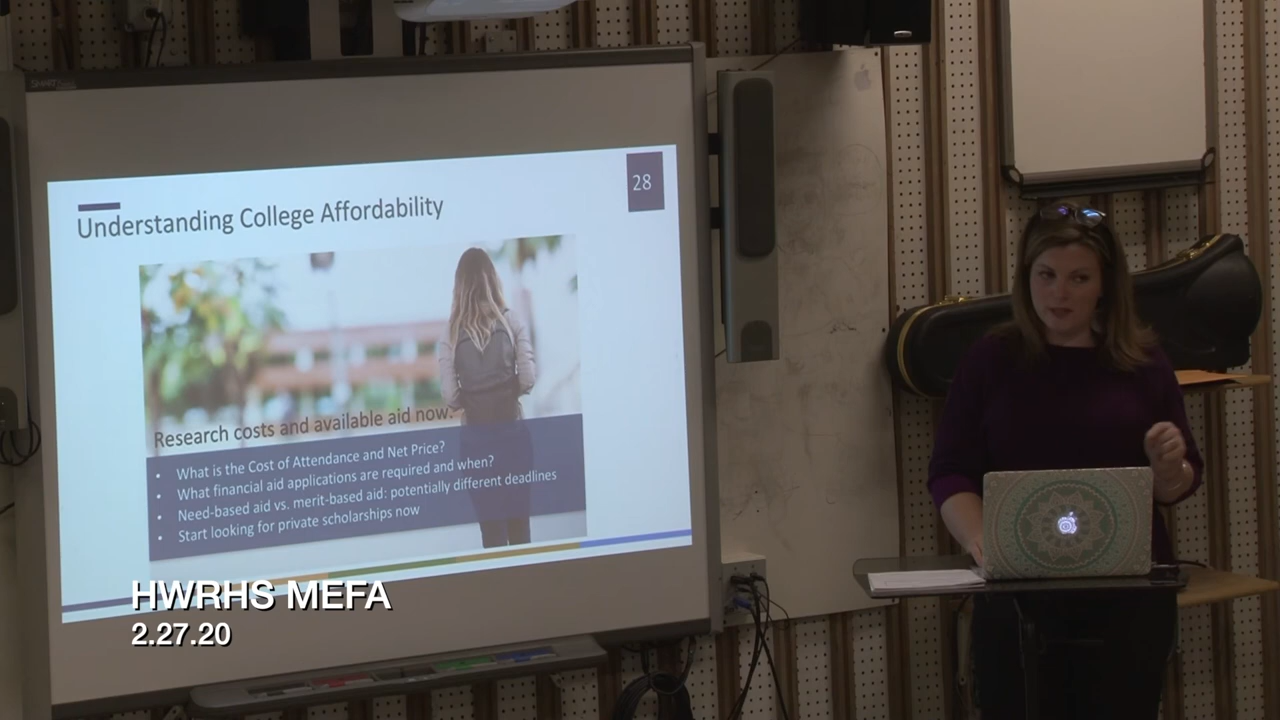 SMART
28
Understanding College Affordability
Research costs and available aid now.
• What is the Cost of Attendance and Net Price?
• What financial aid applications are required and when?
• Need-based aid vs. merit-based aid: potentially different deadlines
• Start looking for private scholarships now
HWRHS MEFA
2.27.20